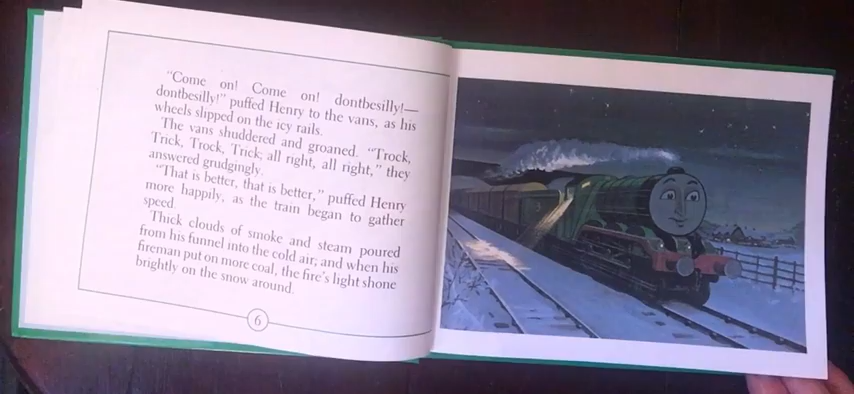 "Come on! Come on! dontbesilly!—
dontbesilly!" puffed Henry to the vans, as his
wheels slipped on the icy rails.
The vans shuddered and groaned. "Trock,
Trick, Trock, Trick; all right, all right," they
answered grudgingly.
"That is better, that is better," puffed Henry
more happily, as the train began to gather
speed.
Thick clouds of smoke and steam poured
from his funnel into the cold air; and when his
fireman put on more coal, the fire's light shone
brightly on the snow around.
6